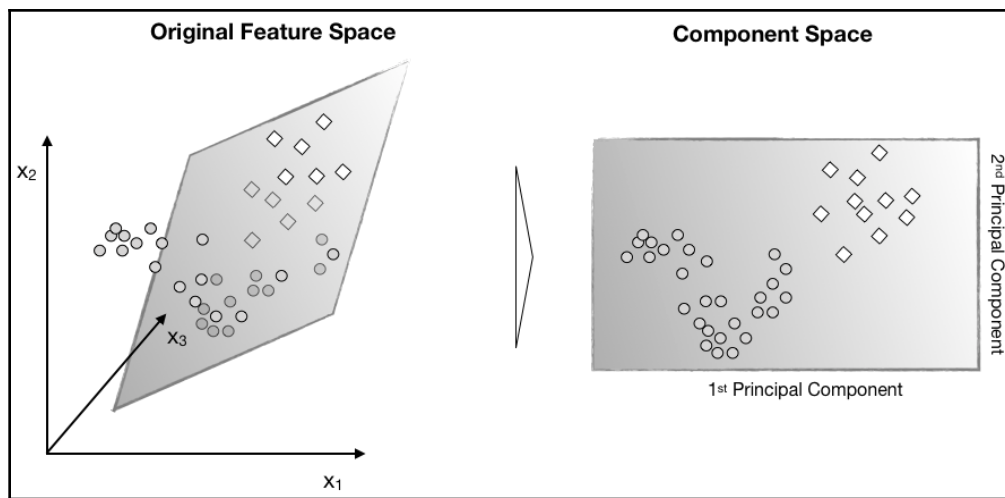 Original Feature Space
Component Space
x₂
x₃
x₁
2nd Principal Component
1st Principal Component